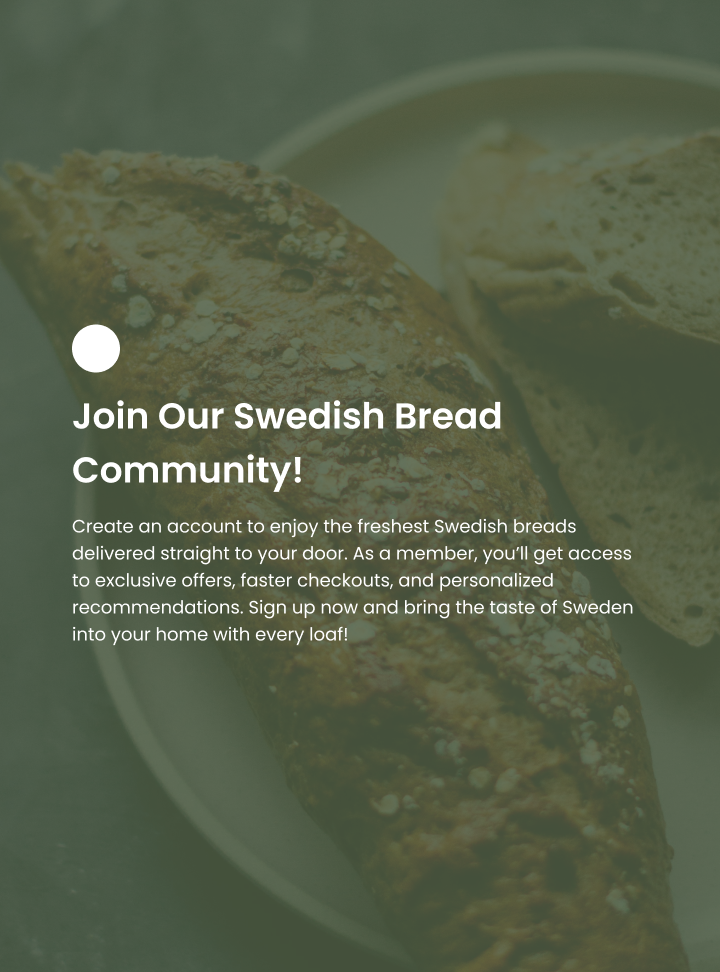 Join Our Swedish Bread
Community!
Create an account to enjoy the freshest Swedish breads
delivered straight to your door. As a member, you’ll get access
to exclusive offers, faster checkouts, and personalized
recommendations. Sign up now and bring the taste of Sweden
into your home with every loaf!